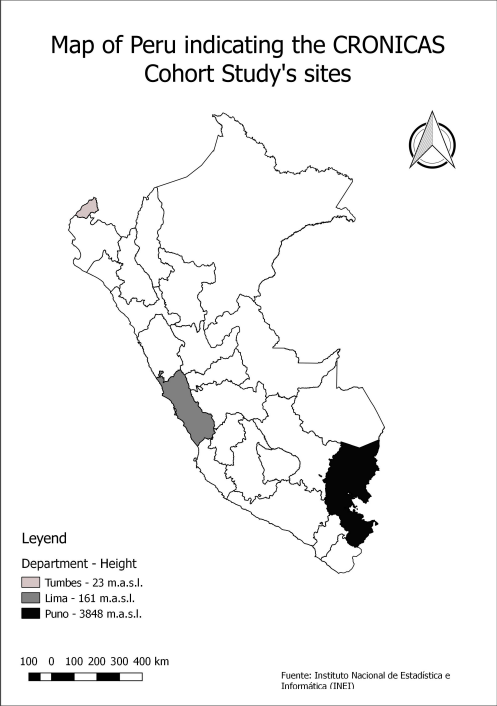 Map of Peru indicating the CRONICAS
Cohort Study's sites
Leyend
Department - Height
Tumbes - 23 m.a.s.l.
Lima - 161 m.a.s.l.
Puno - 3848 m.a.s.l.
100 0 100 200 300 400 km
Fuente: Instituto Nacional de Estadística e
Informática (INEI)